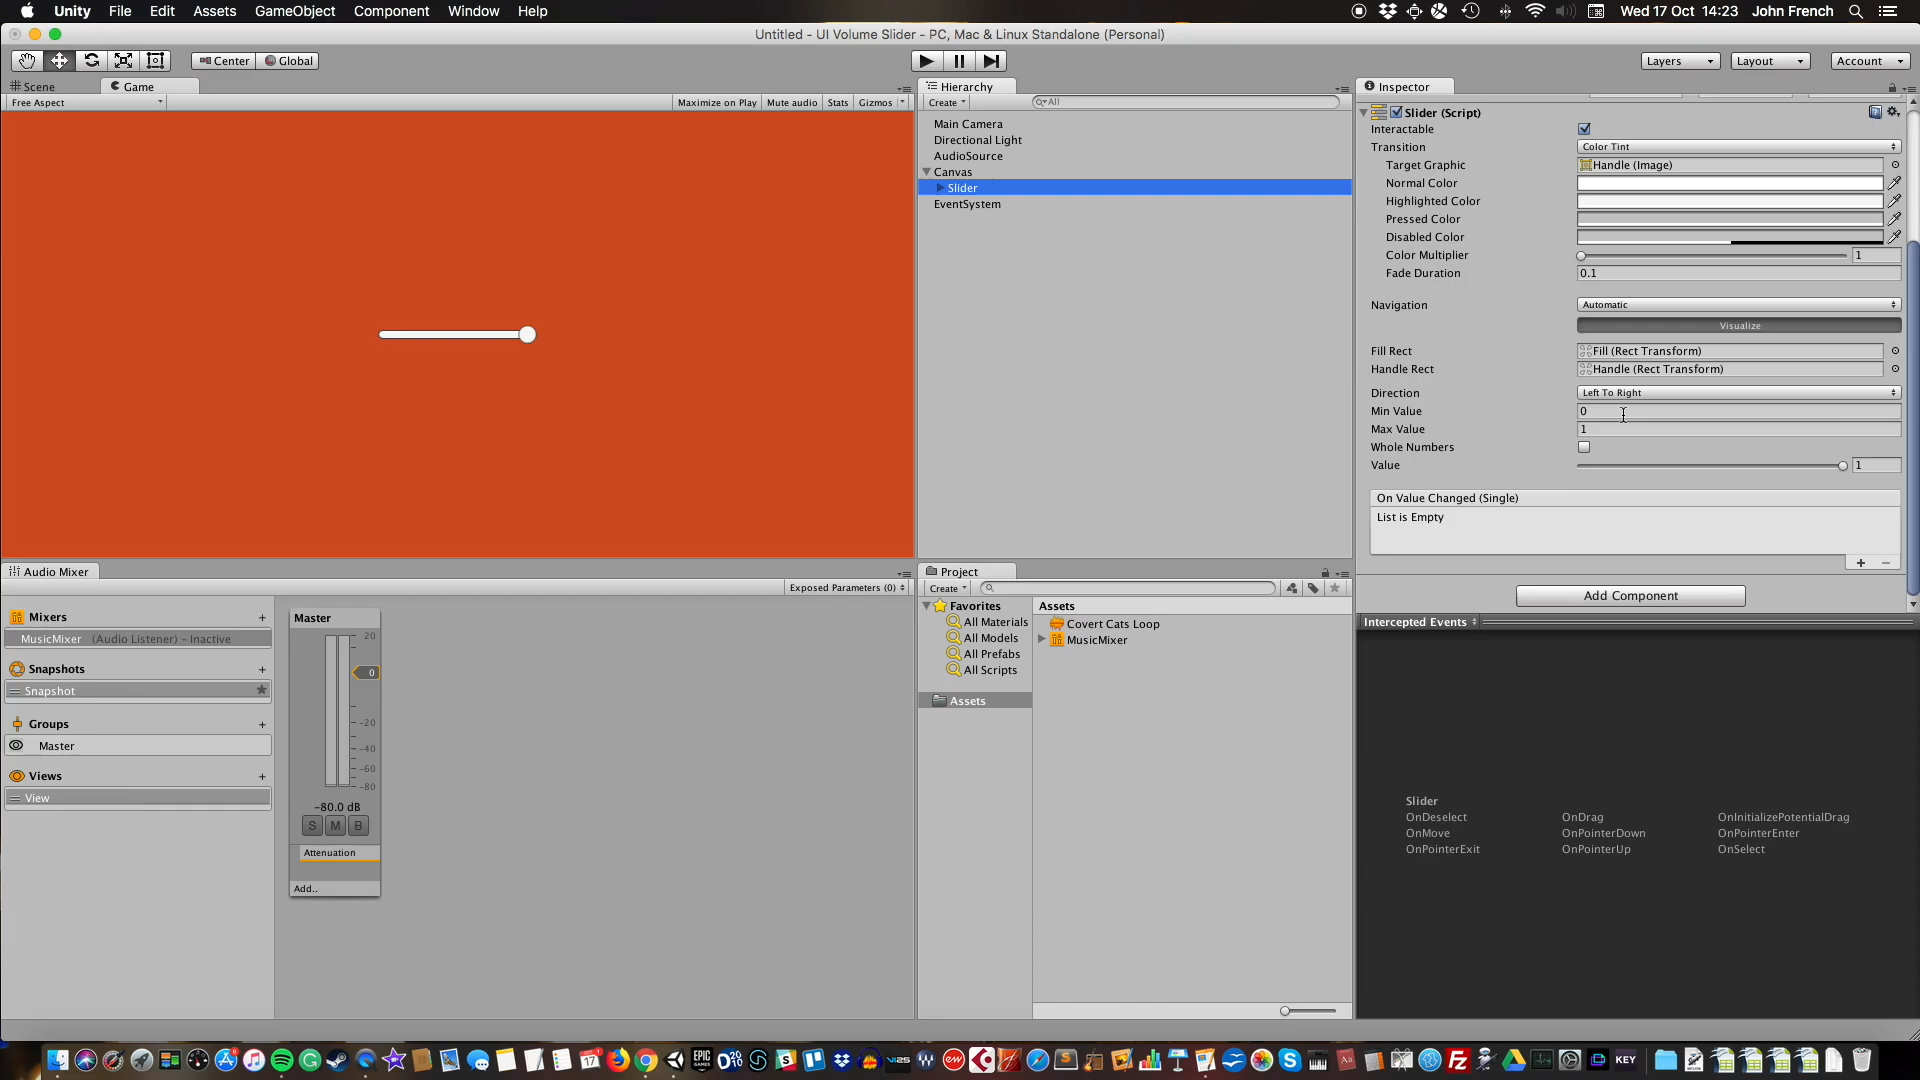 Unity File Edit Assets GameObject Component Window Help Wed 17 Oct 14:23 John French
Untitled - UI Volume Slider - PC, Mac & Linux Standalone (Personal)
Center Global Layers Layout Account
Scene Game
Free Aspect Maximize on Play Mute audio Stats Gizmos
Hierarchy
Create All
Main Camera
Directional Light
AudioSource
Canvas
Slider
EventSystem
Inspector
Slider (Script)
Interactable
Transition Color Tint
Target Graphic Handle (Image)
Normal Color
Highlighted Color
Pressed Color
Disabled Color
Color Multiplier 1
Fade Duration 0.1
Navigation Automatic
Visualize
Fill Rect Fill (Rect Transform)
Handle Rect Handle (Rect Transform)
Direction Left To Right
Min Value 0
Max Value 1
Whole Numbers
Value 1
On Value Changed (Single)
List is Empty
+ −
Add Component
Intercepted Events
Slider
OnDeselect OnDrag OnInitializePotentialDrag
OnMove OnPointerDown OnPointerEnter
OnPointerExit OnPointerUp OnSelect
Audio Mixer
Exposed Parameters (0)
Mixers +
MusicMixer (Audio Listener) - Inactive
Snapshots +
Snapshot
Groups +
Master
Views +
View
Master
20
0
-20
-40
-60
-80
-80.0 dB
S M B
Attenuation
Add..
Project
Create
Favorites
All Materials
All Models
All Prefabs
All Scripts
Assets
Assets
Covert Cats Loop
MusicMixer
17 EPIC GAMES FZ KEY